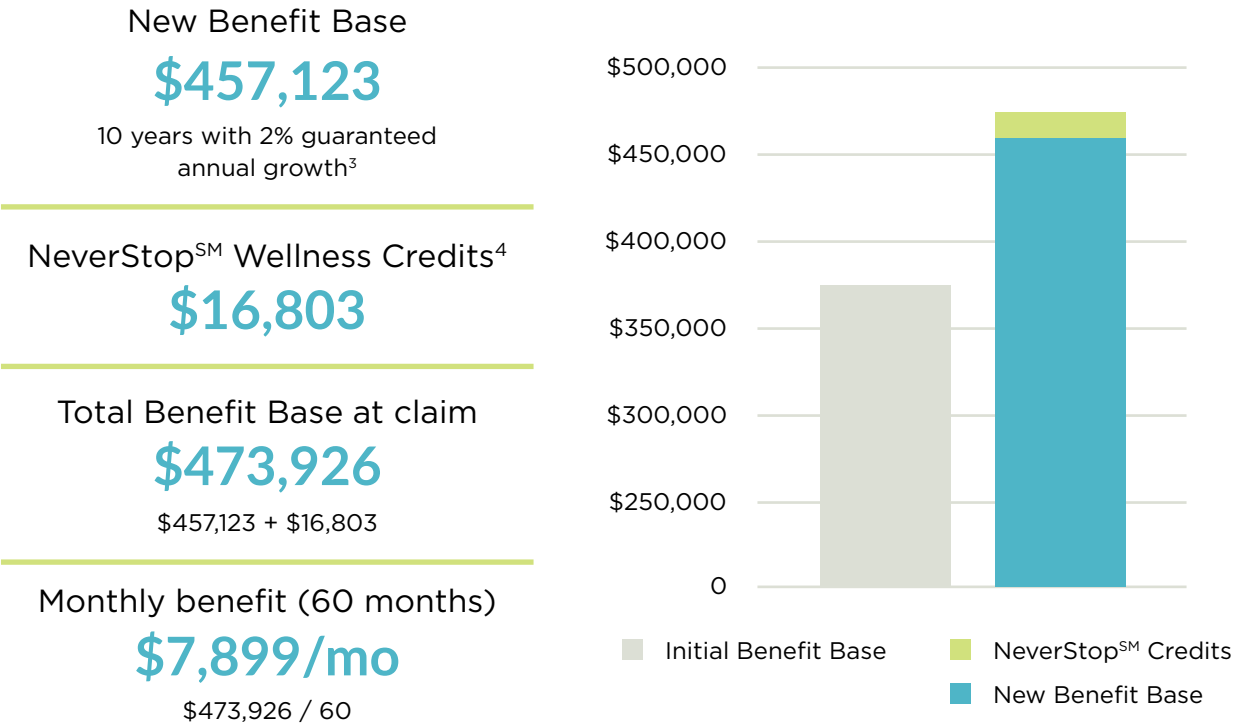 New Benefit Base
$457,123
10 years with 2% guaranteed
annual growth³
NeverStop℠ Wellness Credits⁴
$16,803
Total Benefit Base at claim
$473,926
$457,123 + $16,803
Monthly benefit (60 months)
$7,899/mo
$473,926 / 60
$500,000
$450,000
$400,000
$350,000
$300,000
$250,000
0
Initial Benefit Base
NeverStop℠ Credits
New Benefit Base